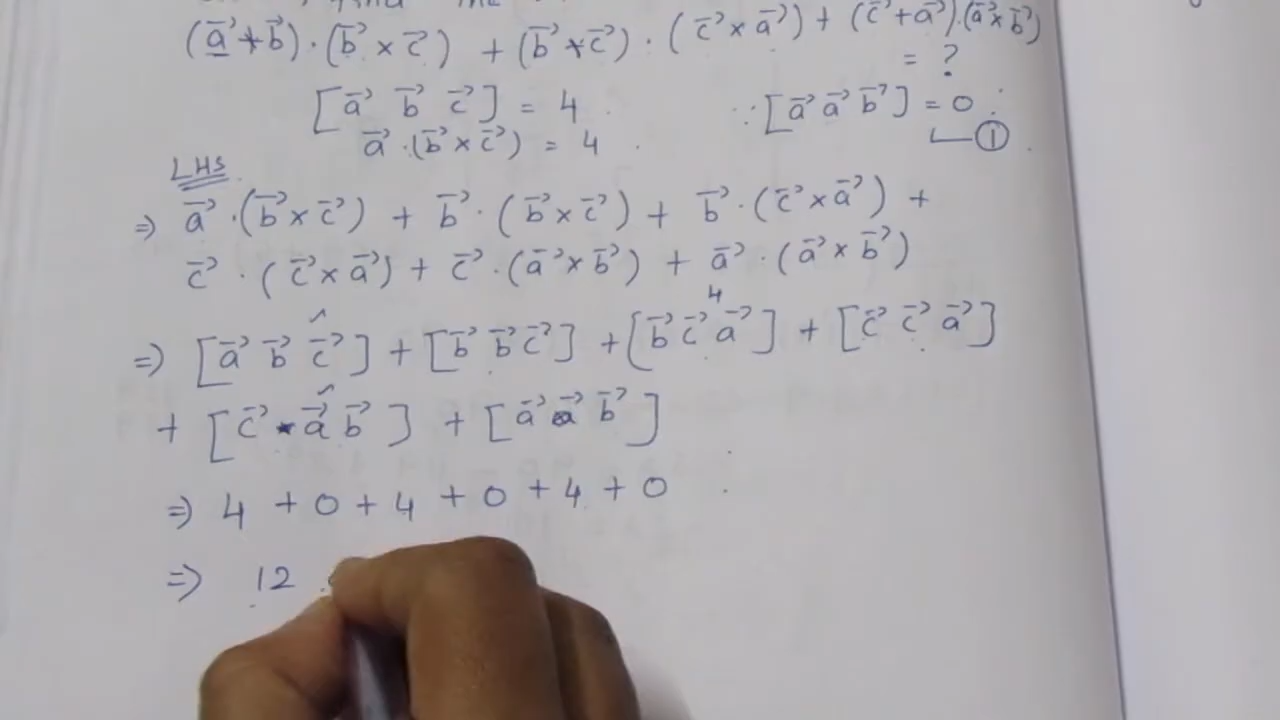 (a⃗ + b⃗) · (b⃗ × c⃗) + (b⃗ + c⃗) · (c⃗ × a⃗) + (c⃗ + a⃗) · (a⃗ × b⃗)
= ?
[a⃗ b⃗ c⃗] = 4 ∵ [a⃗ a⃗ b⃗] = 0
a⃗ · (b⃗ × c⃗) = 4 ①
LHS
⇒ a⃗ · (b⃗ × c⃗) + b⃗ · (b⃗ × c⃗) + b⃗ · (c⃗ × a⃗) +
c⃗ · (c⃗ × a⃗) + c⃗ · (a⃗ × b⃗) + a⃗ · (a⃗ × b⃗)
4
⇒ [a⃗ b⃗ c⃗] + [b⃗ b⃗ c⃗] + [b⃗ c⃗ a⃗] + [c⃗ c⃗ a⃗]
+ [c⃗ a⃗ b⃗] + [a⃗ a⃗ b⃗]
⇒ 4 + 0 + 4 + 0 + 4 + 0
⇒ 12